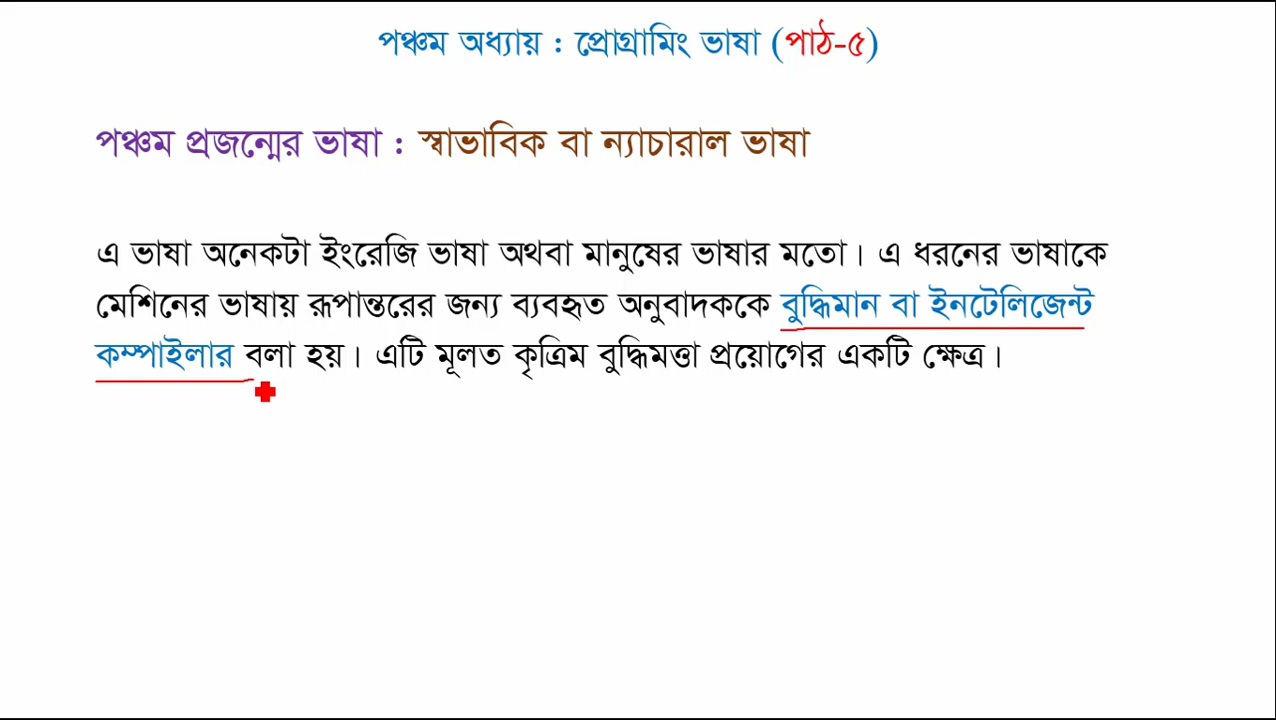 পঞ্চম অধ্যায় : প্রোগ্রামিং ভাষা (পাঠ-৫)
পঞ্চম প্রজন্মের ভাষা : স্বাভাবিক বা ন্যাচারাল ভাষা
এ ভাষা অনেকটা ইংরেজি ভাষা অথবা মানুষের ভাষার মতো। এ ধরনের ভাষাকে
মেশিনের ভাষায় রূপান্তরের জন্য ব্যবহৃত অনুবাদককে বুদ্ধিমান বা ইনটেলিজেন্ট
কম্পাইলার বলা হয়। এটি মূলত কৃত্রিম বুদ্ধিমত্তা প্রয়োগের একটি ক্ষেত্র।